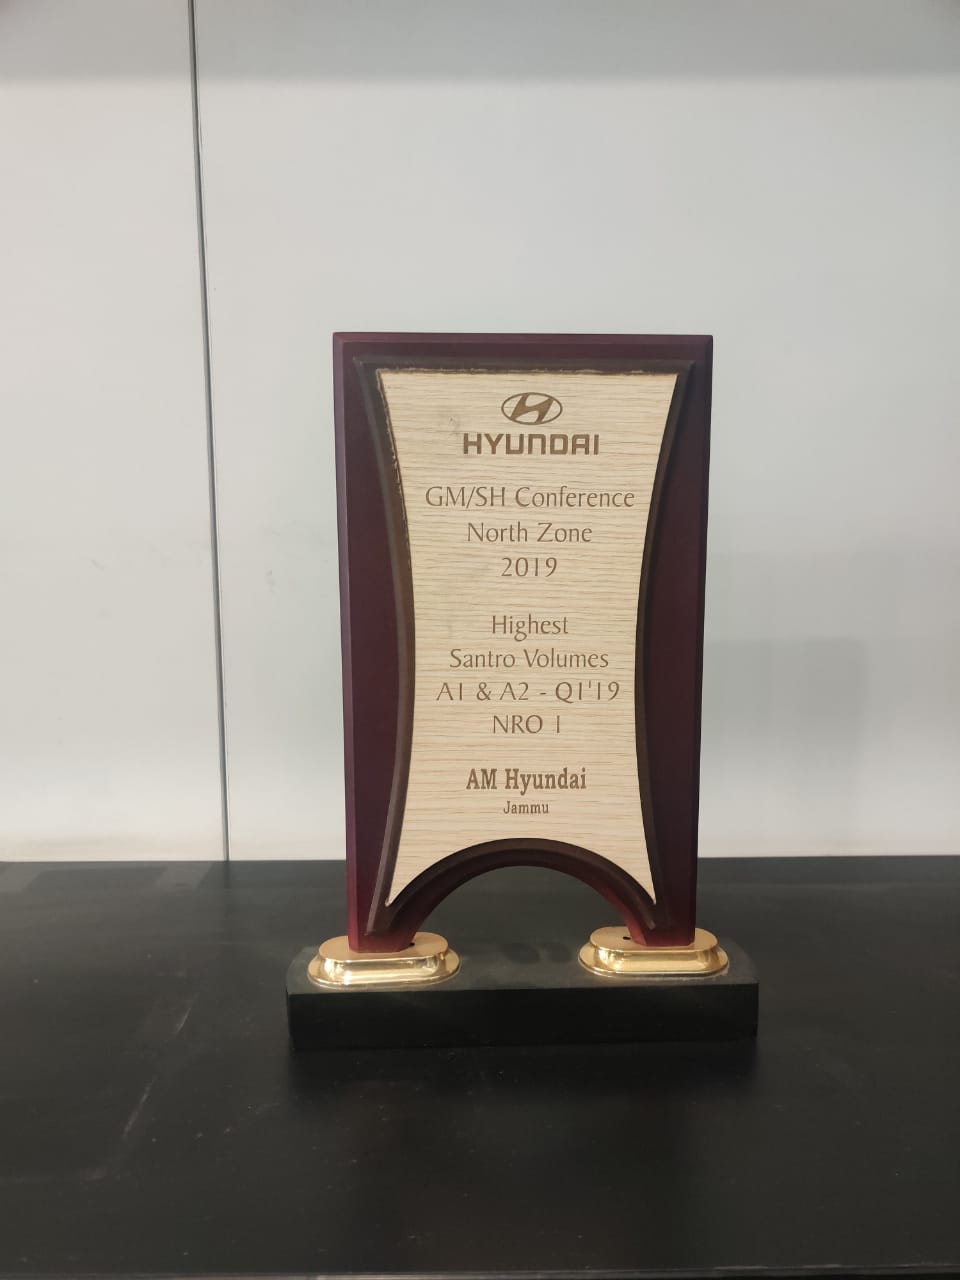 HYUNDAI
GM/SH Conference
North Zone
2019
Highest
Santro Volumes
A1 & A2 - Q1'19
NRO 1
AM Hyundai
Jammu